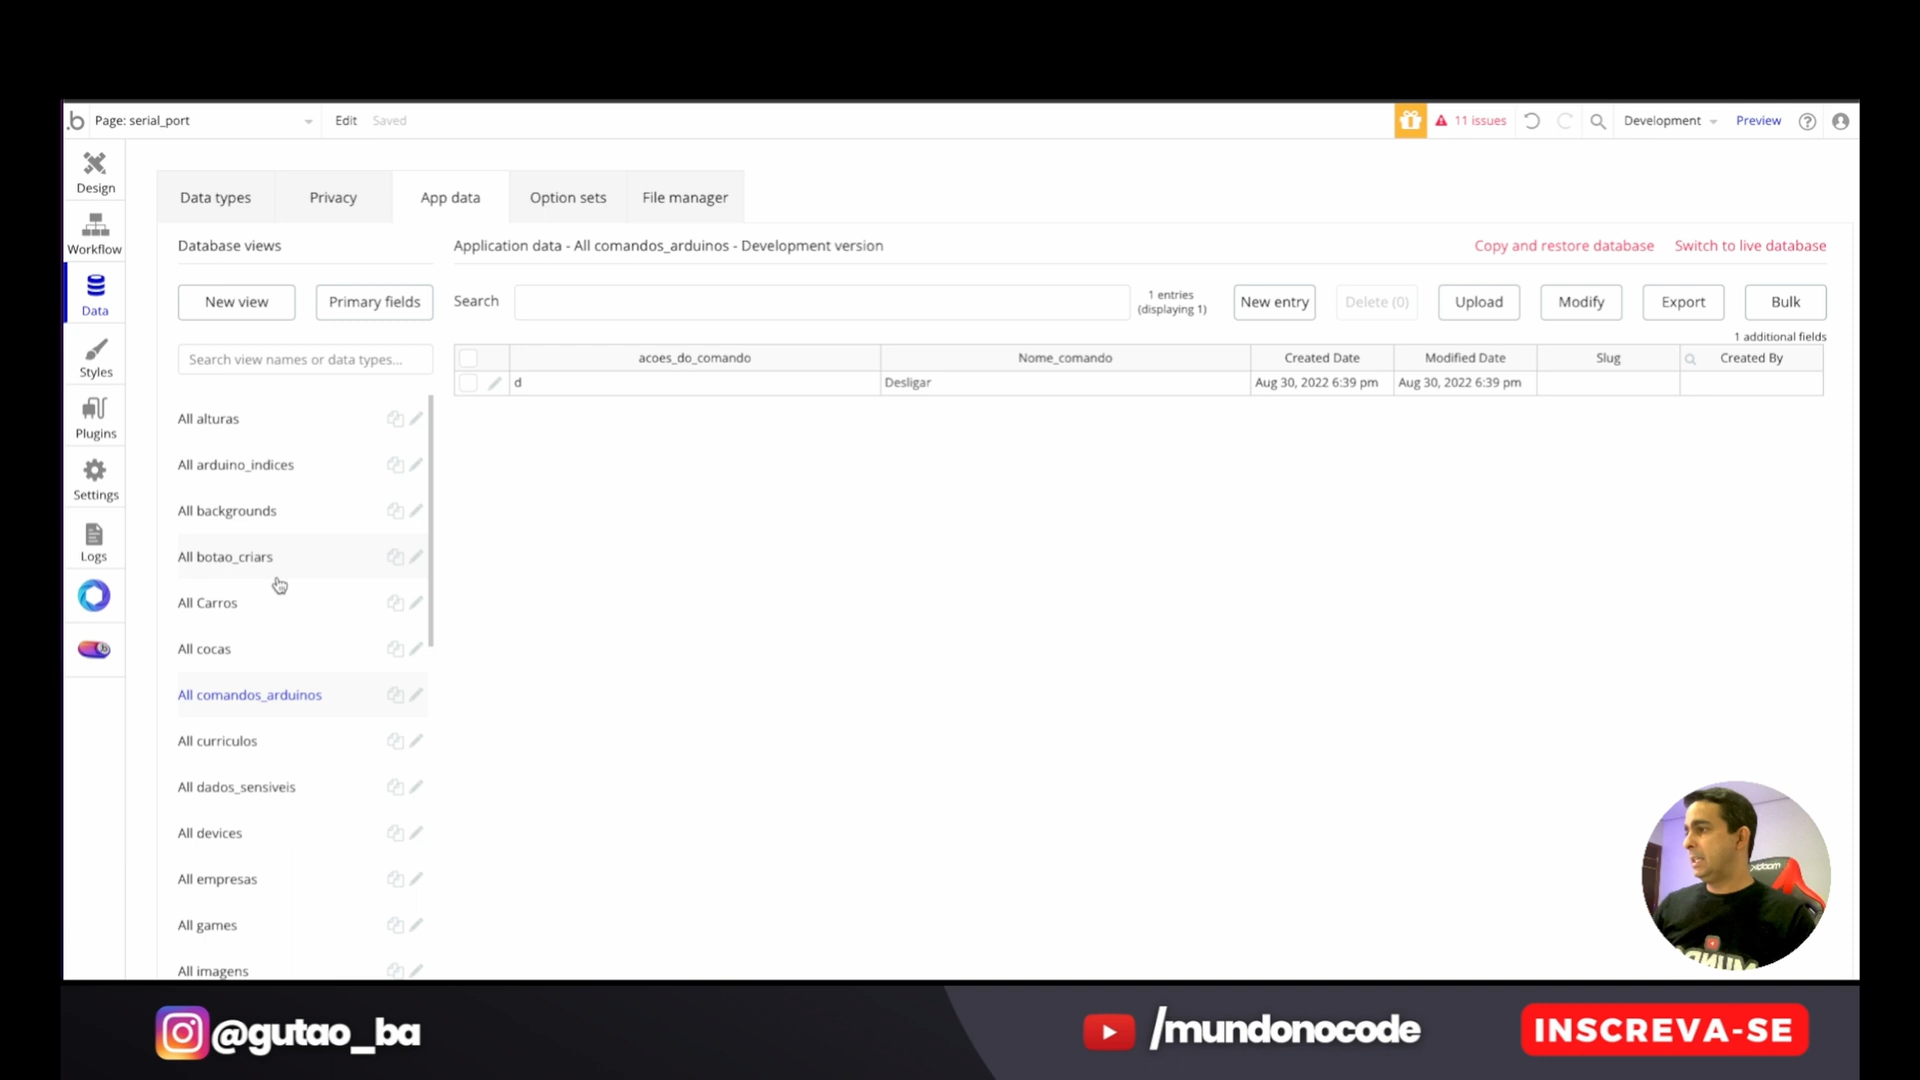 .b Page: serial_port Edit Saved 11 issues Development Preview
Design
Workflow
Data
Styles
Plugins
Settings
Logs
Data types Privacy App data Option sets File manager
Database views
New view Primary fields
Search view names or data types...
All alturas
All arduino_indices
All backgrounds
All botao_criars
All Carros
All cocas
All comandos_arduinos
All curriculos
All dados_sensiveis
All devices
All empresas
All games
All imagens
Application data - All comandos_arduinos - Development version Copy and restore database Switch to live database
Search 1 entries
(displaying 1)
New entry Delete (0) Upload Modify Export Bulk
1 additional fields
acoes_do_comando Nome_comando Created Date Modified Date Slug Created By
d Desligar Aug 30, 2022 6:39 pm Aug 30, 2022 6:39 pm
@gutao_ba /mundonocode INSCREVA-SE